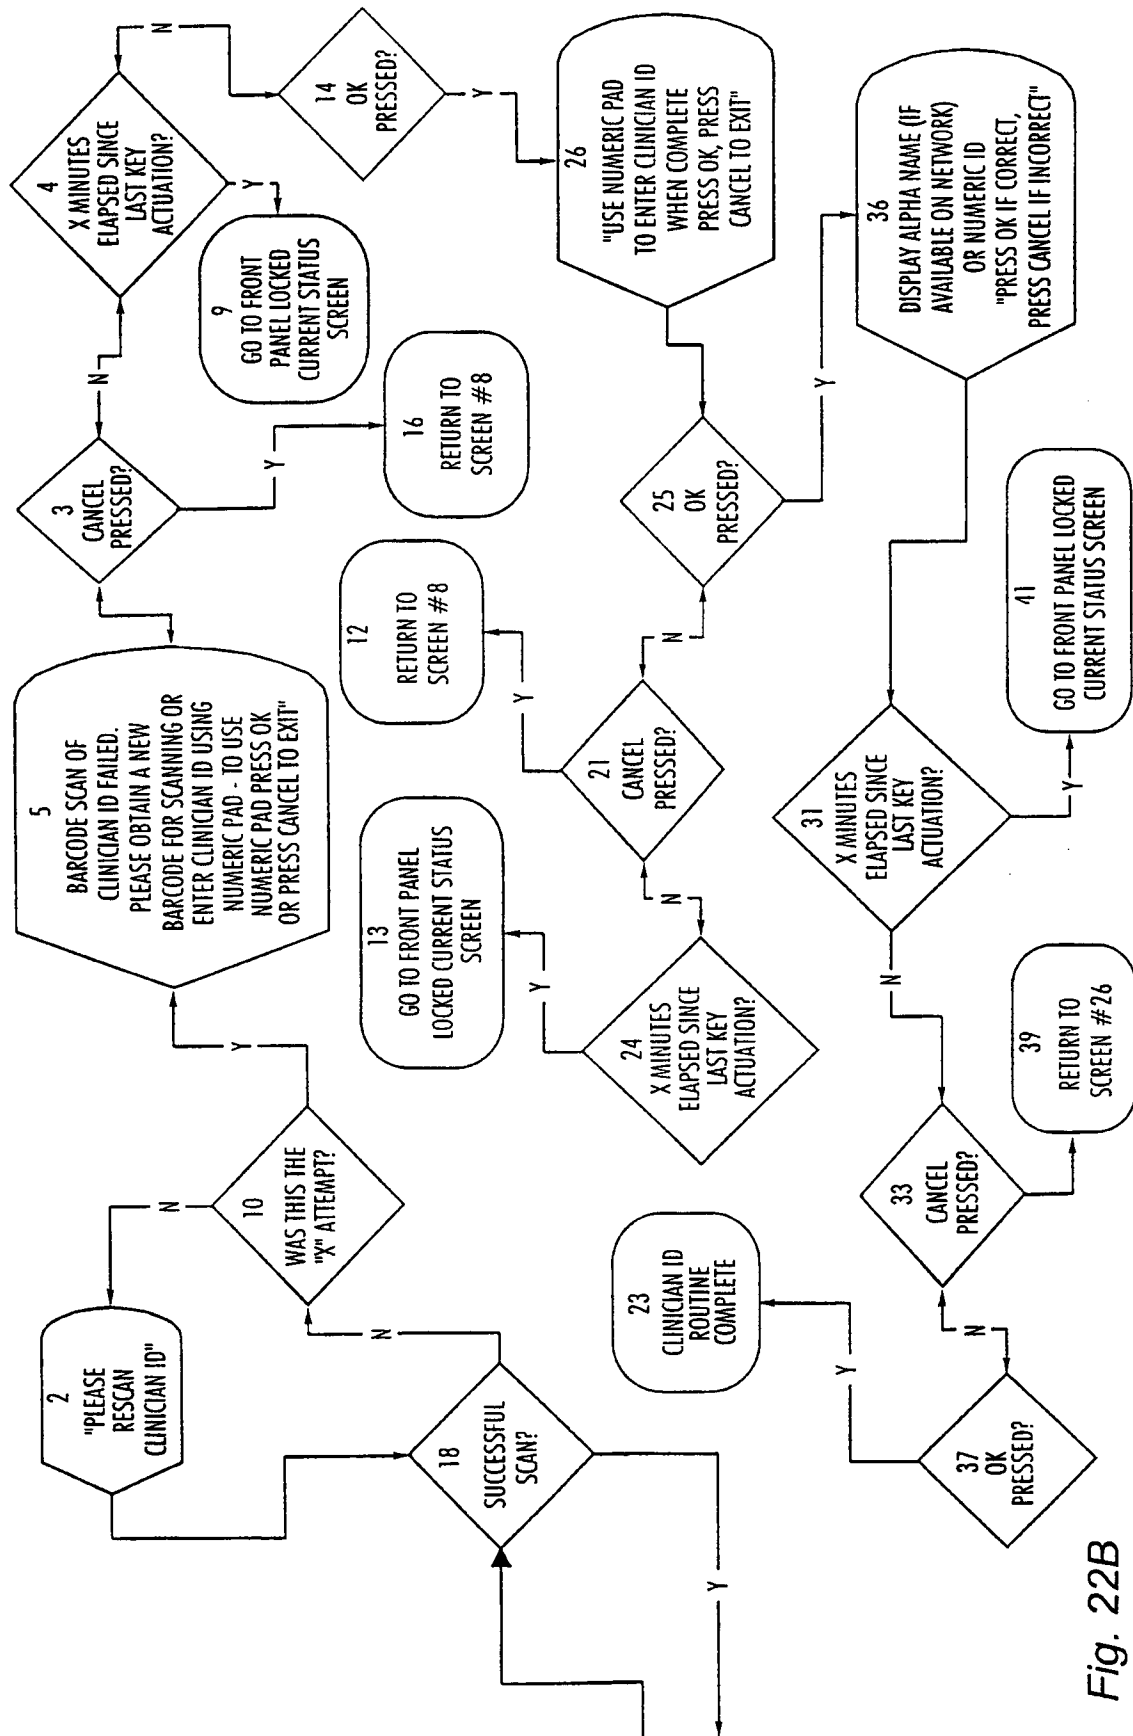 2
"PLEASE
RESCAN
CLINICIAN ID"
N
10
WAS THIS THE
"X" ATTEMPT?
Y
N
18
SUCCESSFUL
SCAN?
Y
5
BARCODE SCAN OF
CLINICIAN ID FAILED.
PLEASE OBTAIN A NEW
BARCODE FOR SCANNING OR
ENTER CLINICIAN ID USING
NUMERIC PAD - TO USE
NUMERIC PAD PRESS OK
OR PRESS CANCEL TO EXIT"
3
CANCEL
PRESSED?
N
Y
16
RETURN TO
SCREEN #8
4
X MINUTES
ELAPSED SINCE
LAST KEY
ACTUATION?
N
Y
9
GO TO FRONT
PANEL LOCKED
CURRENT STATUS
SCREEN
14
OK
PRESSED?
Y
26
"USE NUMERIC PAD
TO ENTER CLINICIAN ID
WHEN COMPLETE
PRESS OK, PRESS
CANCEL TO EXIT"
25
OK
PRESSED?
N
Y
21
CANCEL
PRESSED?
Y
N
12
RETURN TO
SCREEN #8
24
X MINUTES
ELAPSED SINCE
LAST KEY
ACTUATION?
Y
13
GO TO FRONT PANEL
LOCKED CURRENT STATUS
SCREEN
36
DISPLAY ALPHA NAME (IF
AVAILABLE ON NETWORK)
OR NUMERIC ID
"PRESS OK IF CORRECT,
PRESS CANCEL IF INCORRECT"
31
X MINUTES
ELAPSED SINCE
LAST KEY
ACTUATION?
Y
N
41
GO TO FRONT PANEL LOCKED
CURRENT STATUS SCREEN
33
CANCEL
PRESSED?
N
39
RETURN TO
SCREEN #26
37
OK
PRESSED?
Y
23
CLINICIAN ID
ROUTINE
COMPLETE
Fig. 22B